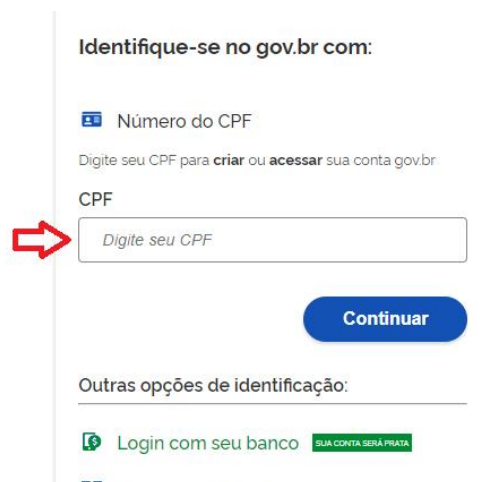 Identifique-se no gov.br com:
Número do CPF
Digite seu CPF para criar ou acessar sua conta gov.br
CPF
Digite seu CPF
Continuar
Outras opções de identificação:
Login com seu banco SUA CONTA SERÁ PRATA